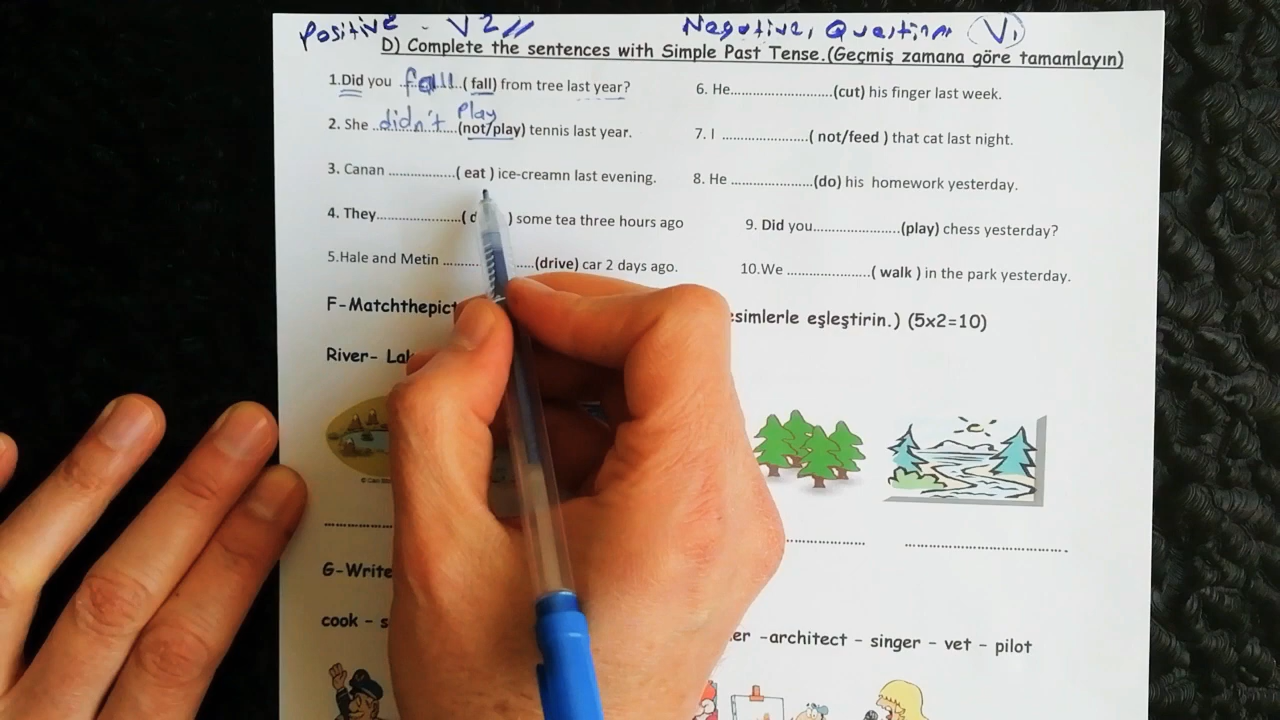 Positive - V2 Negative, Question V1
D) Complete the sentences with Simple Past Tense.(Geçmiş zamana göre tamamlayın)
1.Did you ..fall..( fall) from tree last year?
2. She ..didn't play....(not/play) tennis last year.
3. Canan ..................( eat ) ice-creamn last evening.
4. They.......................( d ) some tea three hours ago
5.Hale and Metin .......... .....(drive) car 2 days ago.
6. He............................(cut) his finger last week.
7. I .......................( not/feed ) that cat last night.
8. He ......................(do) his homework yesterday.
9. Did you........................(play) chess yesterday?
10.We .......................( walk ) in the park yesterday.
F-Matchthepict esimlerle eşleştirin.) (5x2=10)
River- Lak
G-Write
cook - s er -architect - singer - vet - pilot